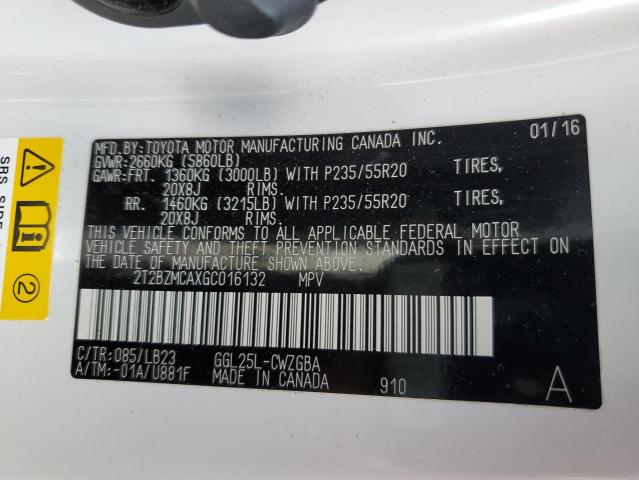 MFD.BY: TOYOTA MOTOR MANUFACTURING CANADA INC. 01/16
GVWR:2660KG (5860LB)
GAWR:FRT. 1360KG (3000LB) WITH P235/55R20 TIRES,
20X8J RIMS.
RR. 1460KG (3215LB) WITH P235/55R20 TIRES,
20X8J RIMS.
THIS VEHICLE CONFORMS TO ALL APPLICABLE FEDERAL MOTOR
VEHICLE SAFETY AND THEFT PREVENTION STANDARDS IN EFFECT ON
THE DATE OF MANUFACTURE SHOWN ABOVE.
2T2BZMCAXGC016132 MPV
C/TR:085/LB23 GGL25L-CWZGBA
A/TM:-01A/U881F MADE IN CANADA 910 A
SRS SIDE
2